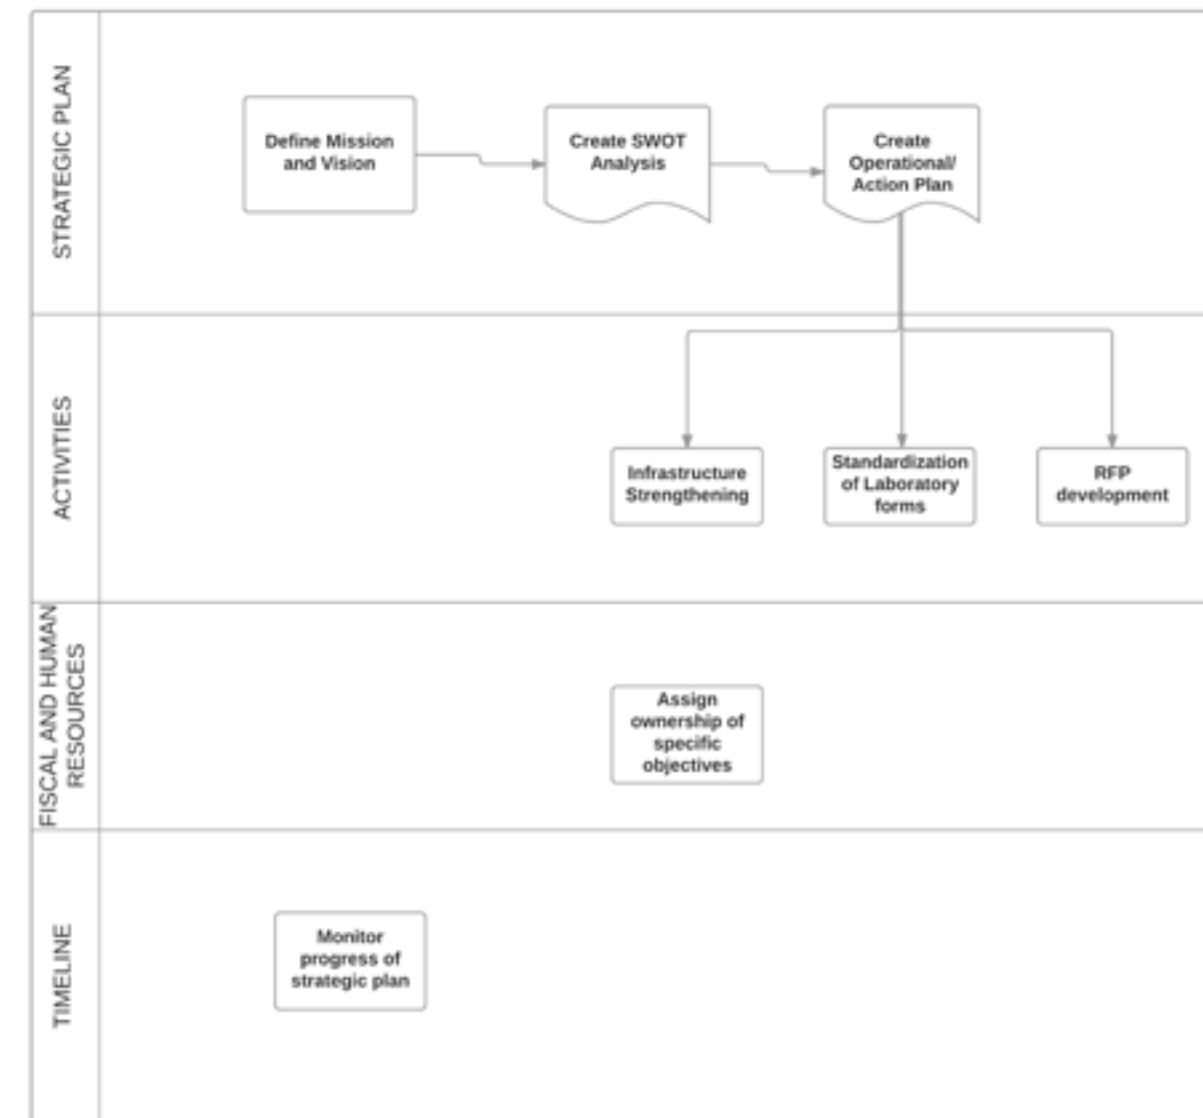 STRATEGIC PLAN
Define Mission
and Vision
Create SWOT
Analysis
Create
Operational/
Action Plan
ACTIVITIES
Infrastructure
Strengthening
Standardization
of Laboratory
forms
RFP
development
FISCAL AND HUMAN
RESOURCES
Assign
ownership of
specific
objectives
TIMELINE
Monitor
progress of
strategic plan